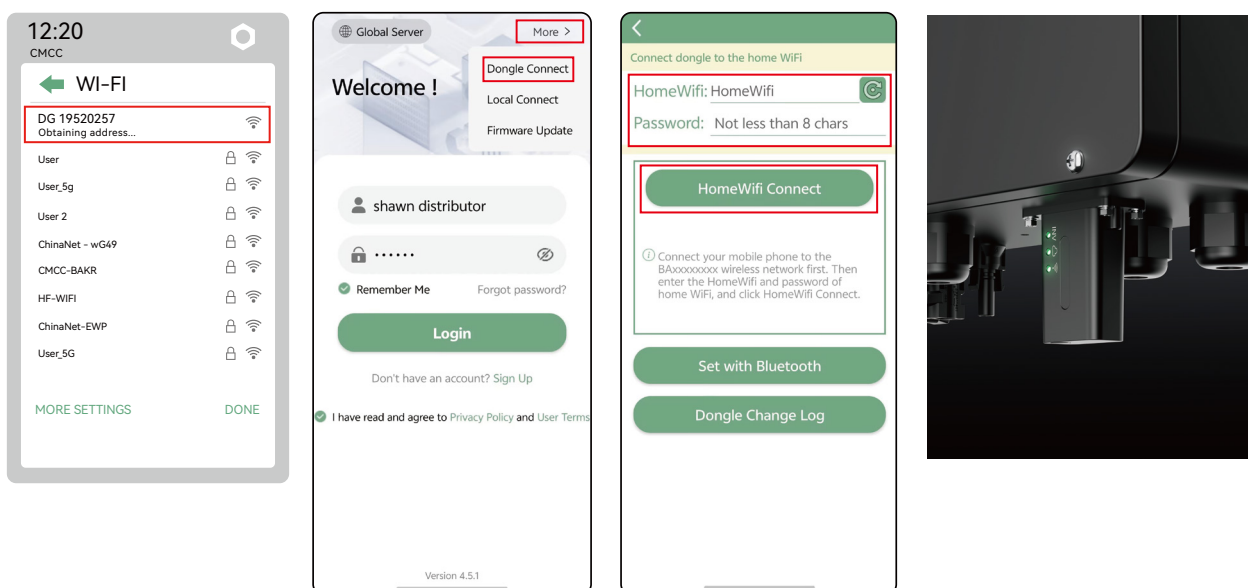 12:20
CMCC
WI-FI
DG 19520257
Obtaining address...
User
User_5g
User 2
ChinaNet - wG49
CMCC-BAKR
HF-WIFI
ChinaNet-EWP
User_5G
MORE SETTINGS
DONE
Global Server
More >
Welcome !
Dongle Connect
Local Connect
Firmware Update
shawn distributor
······
Remember Me
Forgot password?
Login
Don't have an account? Sign Up
I have read and agree to Privacy Policy and User Terms
Version 4.5.1
Connect dongle to the home WiFi
HomeWifi: HomeWifi
Password: Not less than 8 chars
HomeWifi Connect
Connect your mobile phone to the
BAxxxxxxxx wireless network first. Then
enter the HomeWifi and password of
home WiFi, and click HomeWifi Connect.
Set with Bluetooth
Dongle Change Log
INV